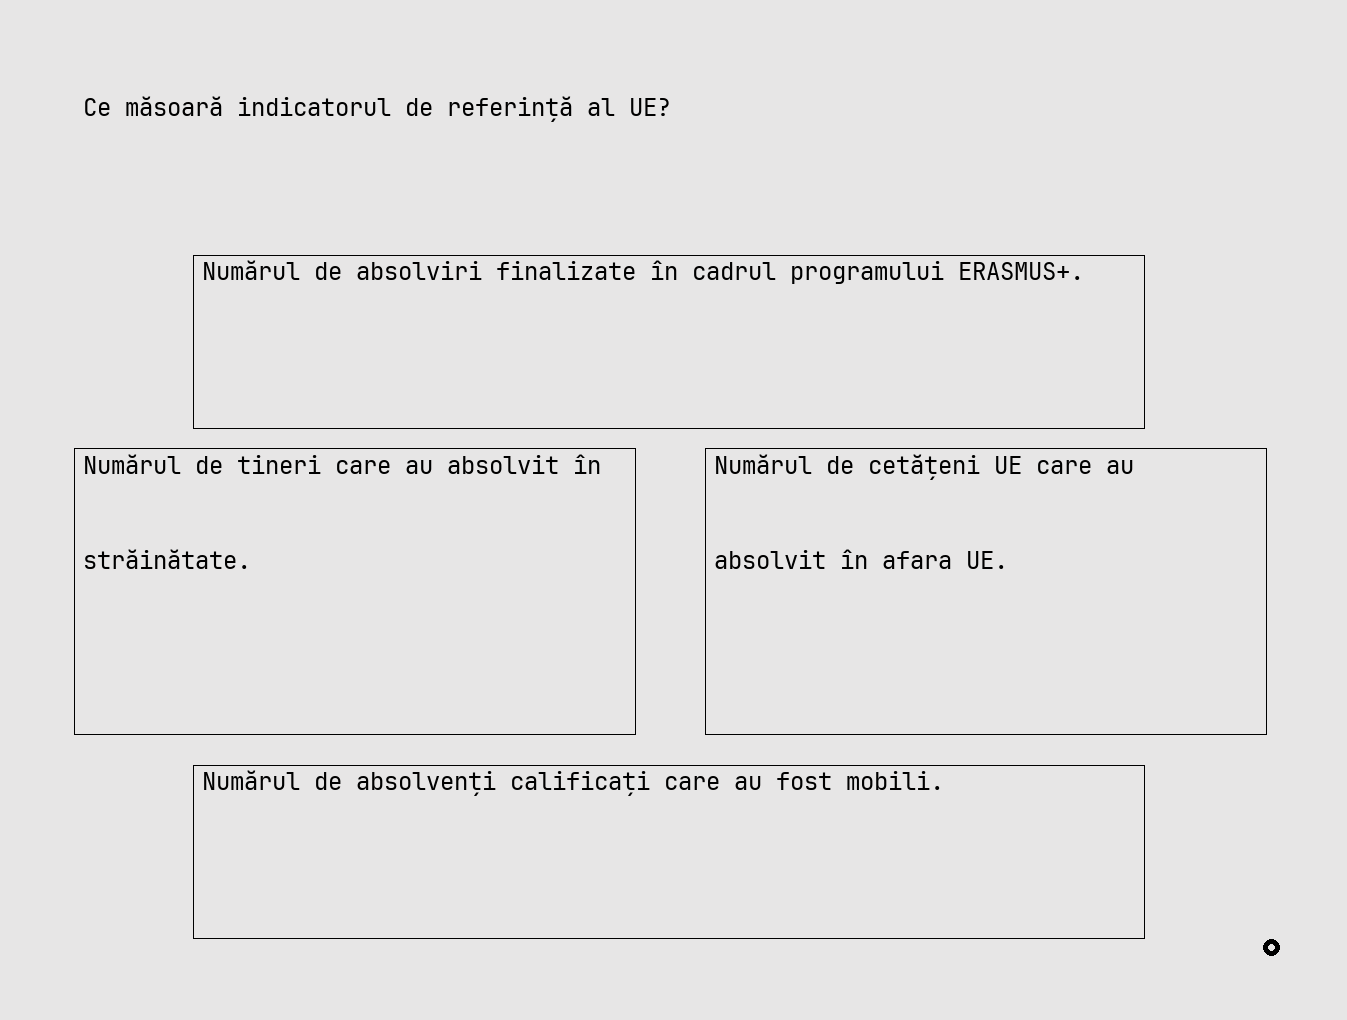 Ce măsoară indicatorul de referință al UE?
Numărul de absolviri finalizate în cadrul programului ERASMUS+.
Numărul de tineri care au absolvit în
străinătate.
Numărul de cetățeni UE care au
absolvit în afara UE.
Numărul de absolvenți calificați care au fost mobili.